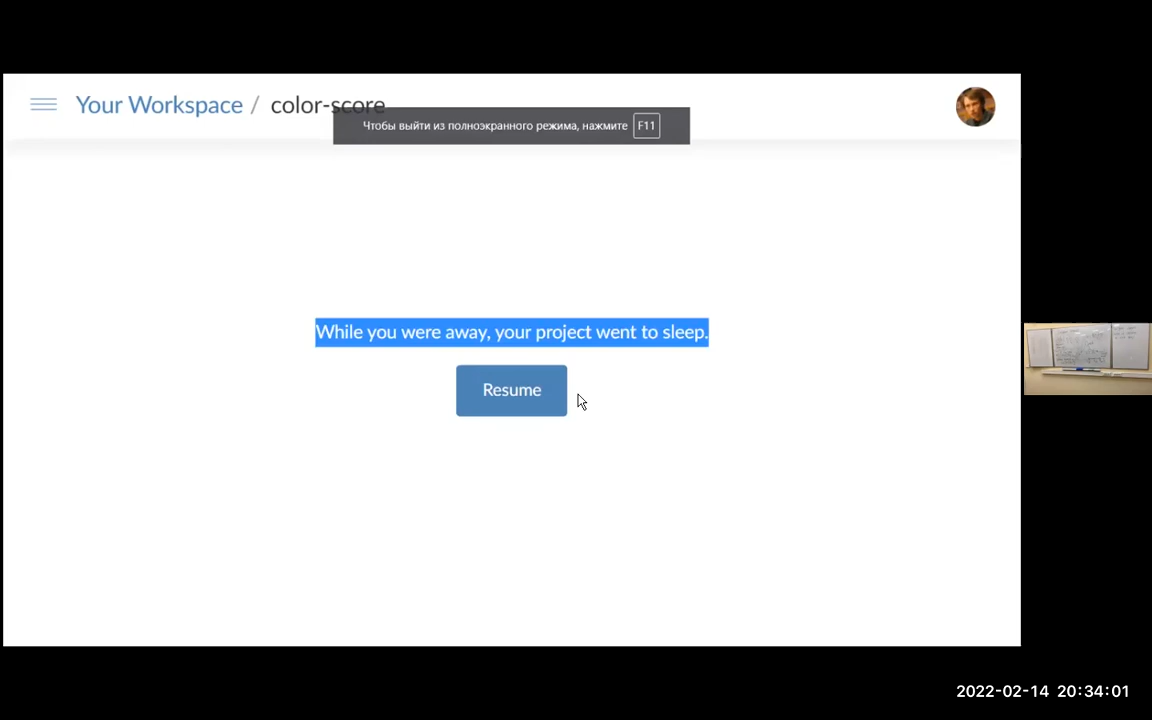 Your Workspace / color-score
Чтобы выйти из полноэкранного режима, нажмите F11
While you were away, your project went to sleep.
Resume
2022-02-14 20:34:01